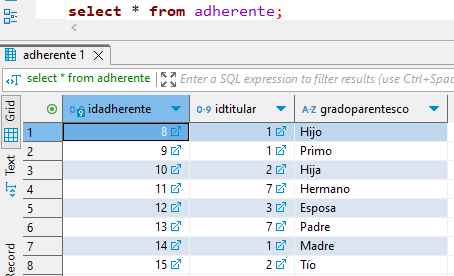 select * from adherente;
adherente 1
select * from adherente Enter a SQL expression to filter results (use Ctrl+Spac
Grid
Text
Record
idadherente idtitular A-Z gradoparentesco
1 8 1 Hijo
2 9 1 Primo
3 10 2 Hija
4 11 7 Hermano
5 12 3 Esposa
6 13 7 Padre
7 14 1 Madre
8 15 2 Tío